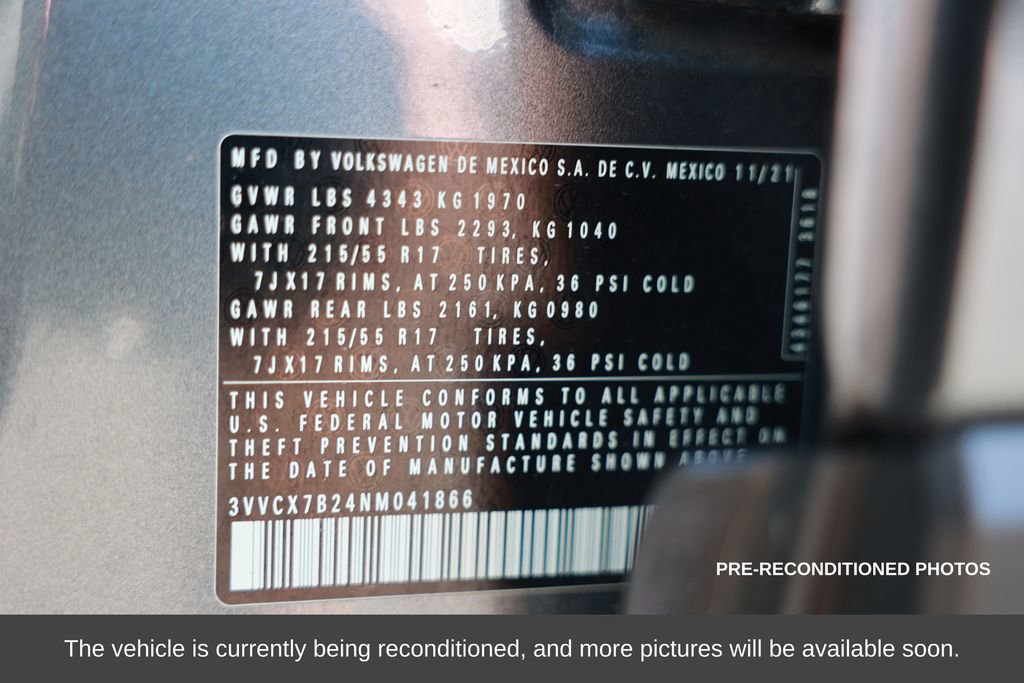 MFD BY VOLKSWAGEN DE MEXICO S.A. DE C.V. MEXICO 11/21
GVWR LBS 4343 KG 1970
GAWR FRONT LBS 2293, KG 1040
WITH 215/55 R17 TIRES,
7JX17 RIMS, AT 250 KPA, 36 PSI COLD
GAWR REAR LBS 2161, KG 0980
WITH 215/55 R17 TIRES,
7JX17 RIMS, AT 250 KPA, 36 PSI COLD
THIS VEHICLE CONFORMS TO ALL APPLICABLE
U.S. FEDERAL MOTOR VEHICLE SAFETY AND
THEFT PREVENTION STANDARDS IN EFFECT ON
THE DATE OF MANUFACTURE SHOWN ABOVE
3VVCX7B24NM041866
PRE-RECONDITIONED PHOTOS
The vehicle is currently being reconditioned, and more pictures will be available soon.